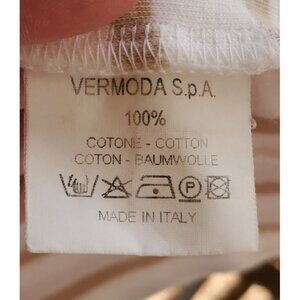 VERMODA S.p.A.
100%
COTONE - COTTON
COTON - BAUMWOLLE
P
MADE IN ITALY